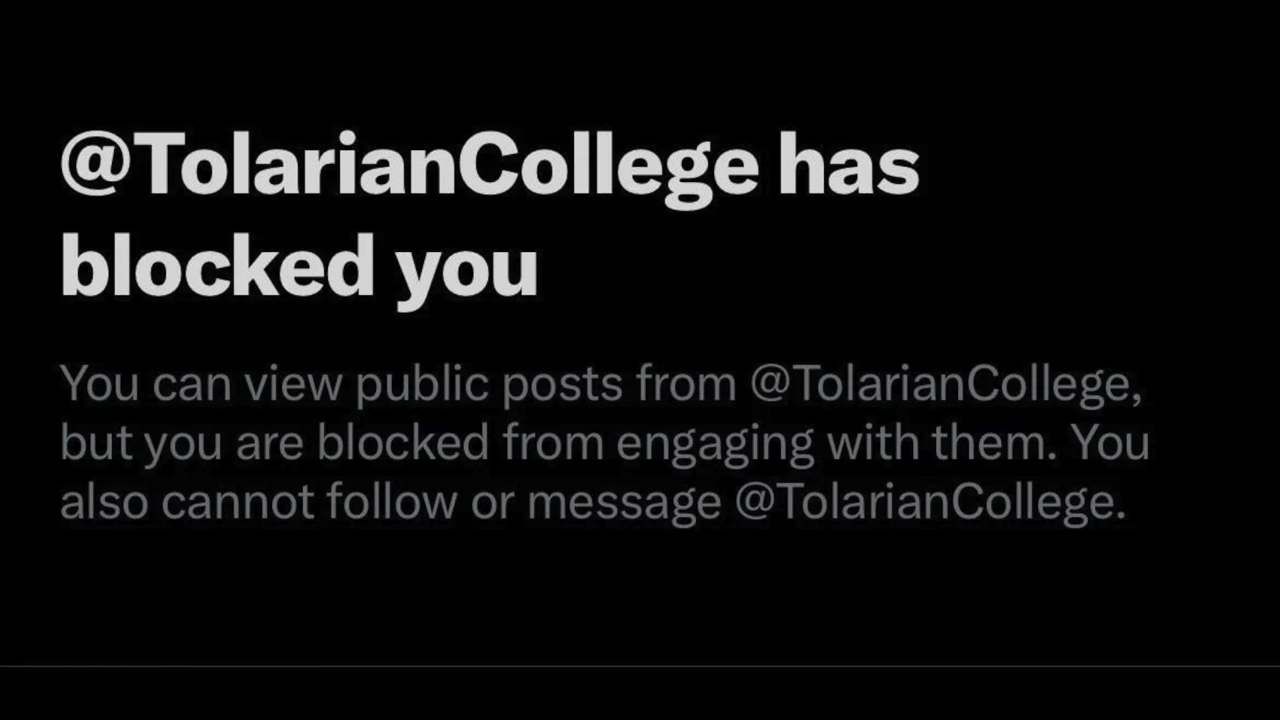 @TolarianCollege has
blocked you
You can view public posts from @TolarianCollege,
but you are blocked from engaging with them. You
also cannot follow or message @TolarianCollege.